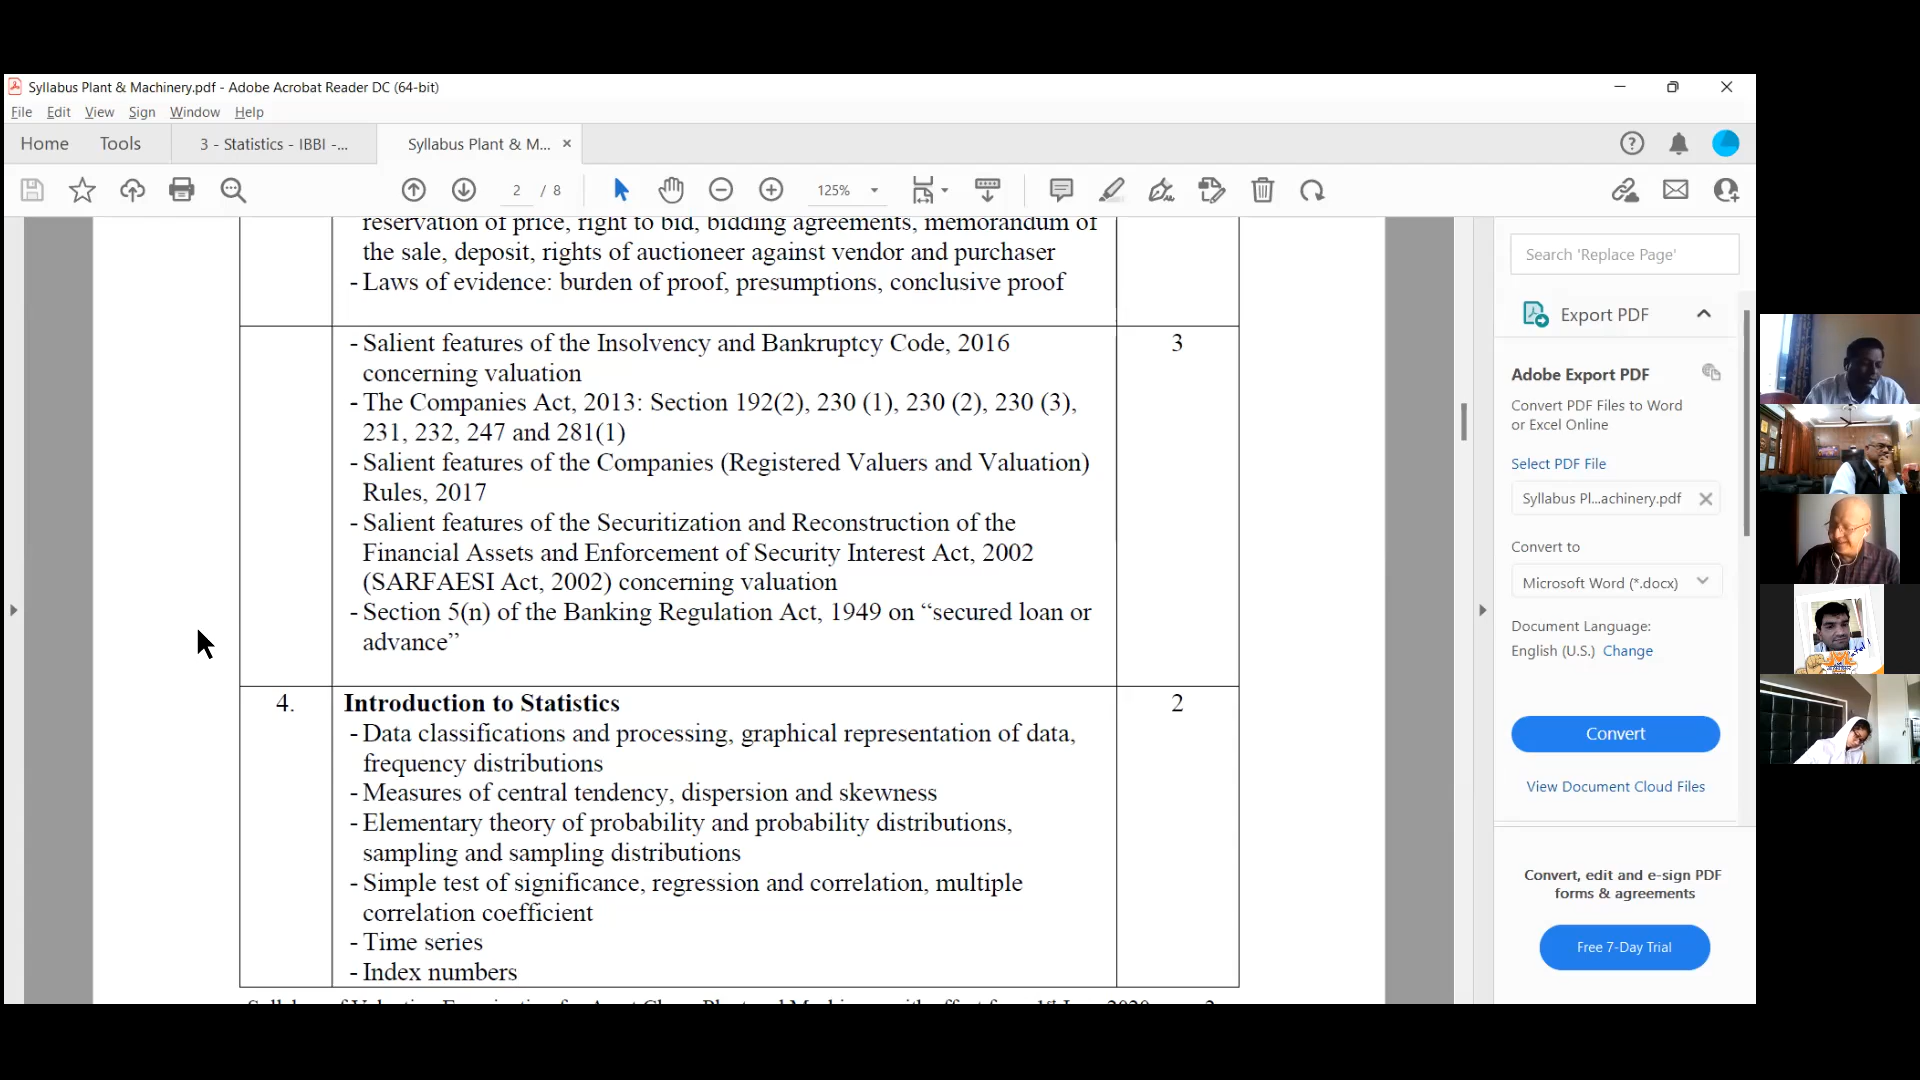 Syllabus Plant & Machinery.pdf - Adobe Acrobat Reader DC (64-bit)
File Edit View Sign Window Help
Home Tools 3 - Statistics - IBBI -... Syllabus Plant & M... ×
2 / 8 125%
reservation of price, right to bid, bidding agreements, memorandum of
the sale, deposit, rights of auctioneer against vendor and purchaser
- Laws of evidence: burden of proof, presumptions, conclusive proof
- Salient features of the Insolvency and Bankruptcy Code, 2016 3
concerning valuation
- The Companies Act, 2013: Section 192(2), 230 (1), 230 (2), 230 (3),
231, 232, 247 and 281(1)
- Salient features of the Companies (Registered Valuers and Valuation)
Rules, 2017
- Salient features of the Securitization and Reconstruction of the
Financial Assets and Enforcement of Security Interest Act, 2002
(SARFAESI Act, 2002) concerning valuation
- Section 5(n) of the Banking Regulation Act, 1949 on “secured loan or
advance”
4. Introduction to Statistics 2
- Data classifications and processing, graphical representation of data,
frequency distributions
- Measures of central tendency, dispersion and skewness
- Elementary theory of probability and probability distributions,
sampling and sampling distributions
- Simple test of significance, regression and correlation, multiple
correlation coefficient
- Time series
- Index numbers
Search 'Replace Page'
Export PDF
Adobe Export PDF
Convert PDF Files to Word
or Excel Online
Select PDF File
Syllabus Pl...achinery.pdf
Convert to
Microsoft Word (*.docx)
Document Language:
English (U.S.) Change
Convert
View Document Cloud Files
Convert, edit and e-sign PDF
forms & agreements
Free 7-Day Trial